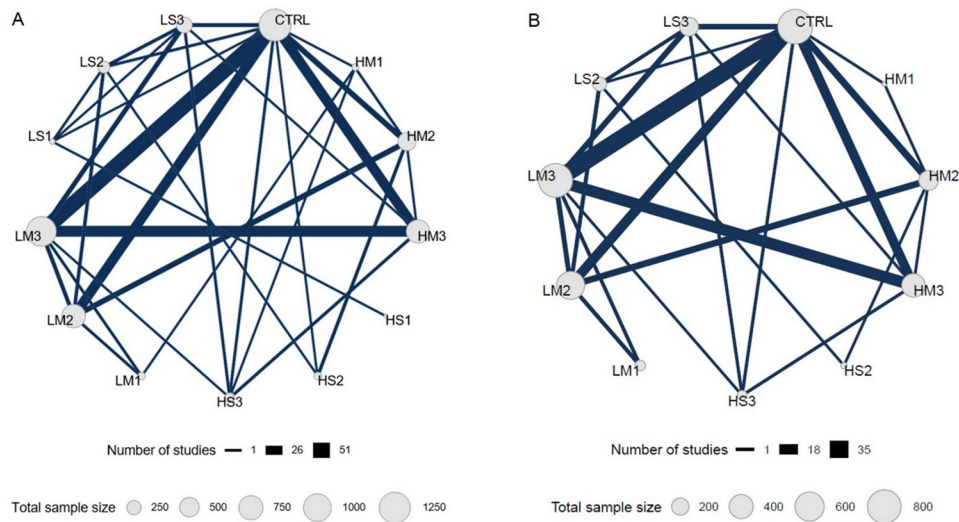 A
LS3
CTRL
LS2
HM1
LS1
HM2
LM3
HM3
LM2
HS1
LM1
HS2
HS3
Number of studies 1 26 51
Total sample size 250 500 750 1000 1250
B
LS3
CTRL
LS2
HM1
LM3
HM2
LM2
HM3
LM1
HS2
HS3
Number of studies 1 18 35
Total sample size 200 400 600 800